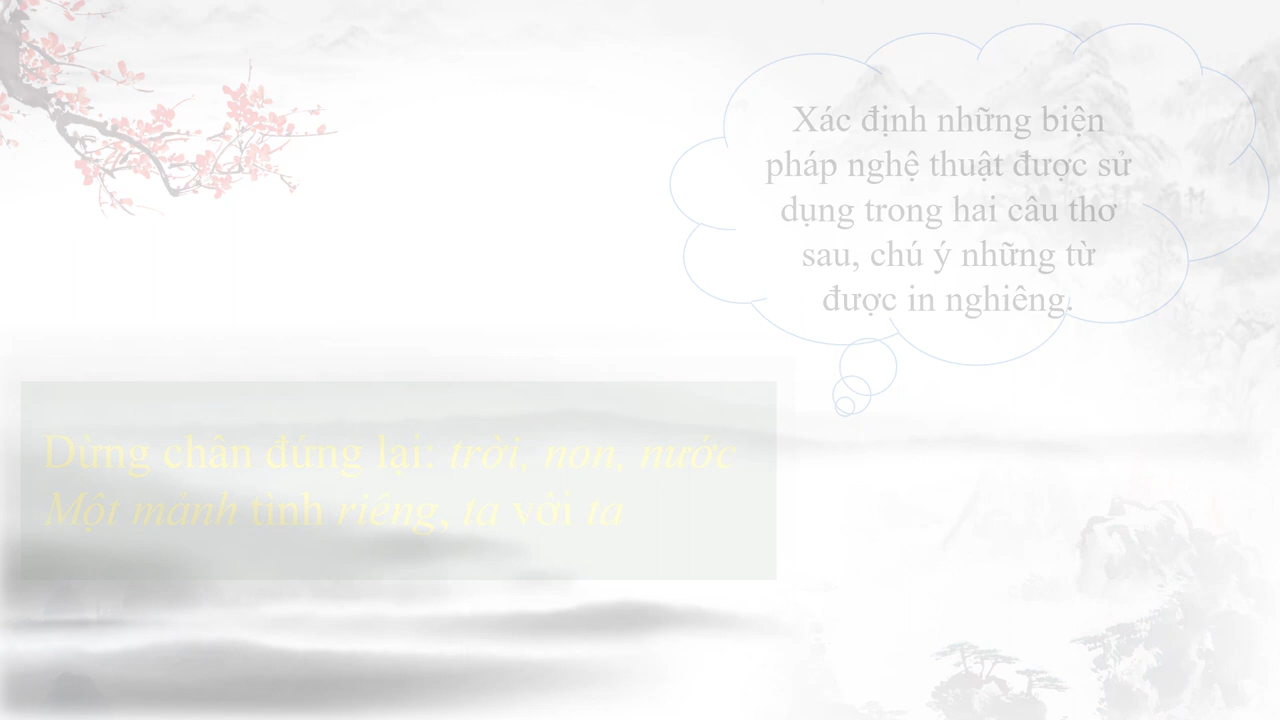 Xác định những biện
pháp nghệ thuật được sử
dụng trong hai câu thơ
sau, chú ý những từ
được in nghiêng.
Dừng chân đứng lại: trời, non, nước
Một mảnh tình riêng, ta với ta